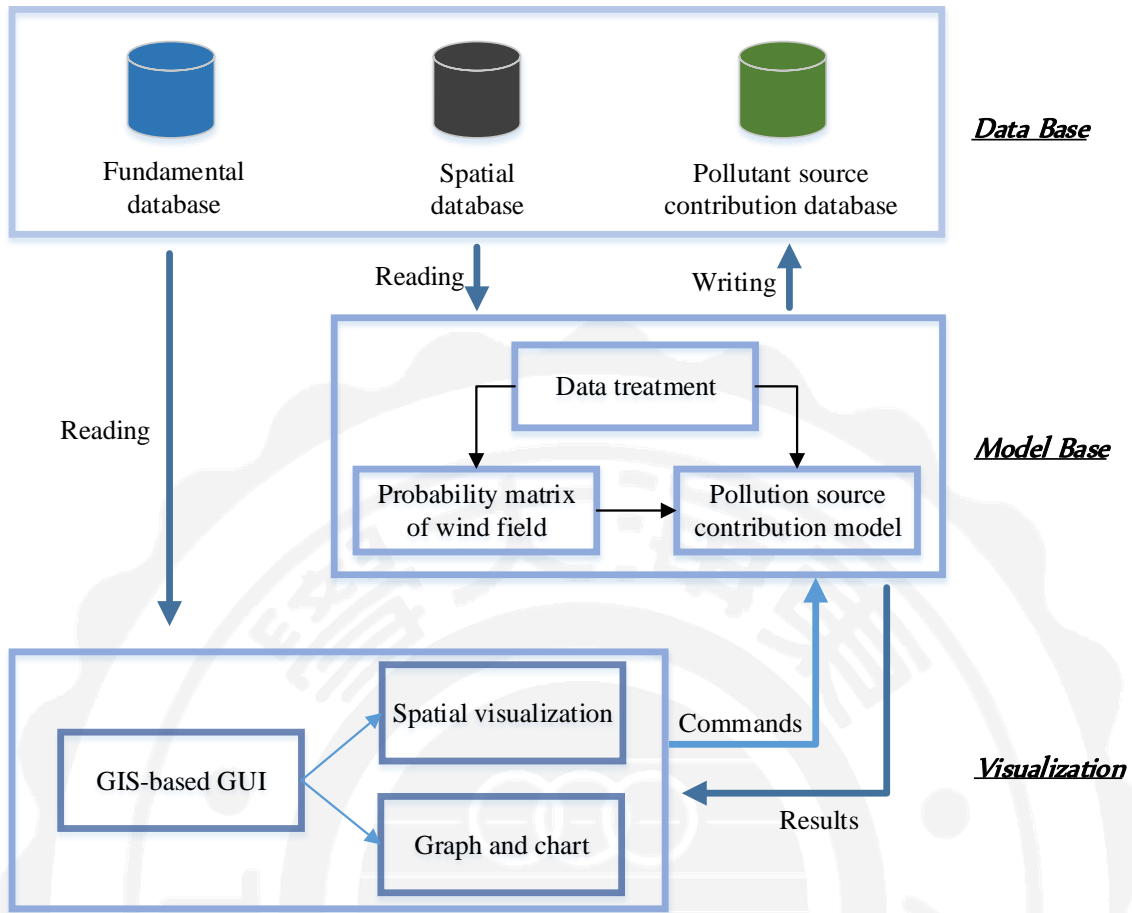 Fundamental
database
Spatial
database
Pollutant source
contribution database
Data Base
Reading
Writing
Reading
Data treatment
Probability matrix
of wind field
Pollution source
contribution model
Model Base
Spatial visualization
GIS-based GUI
Graph and chart
Commands
Results
Visualization